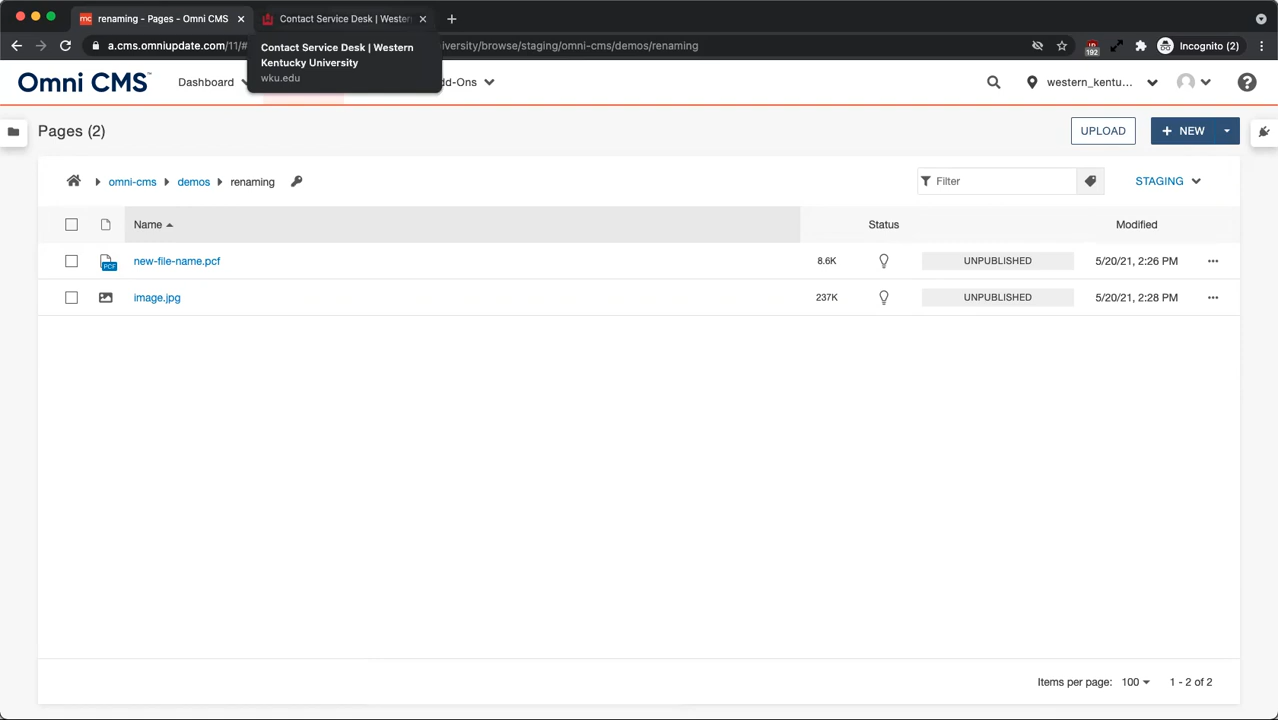 renaming - Pages - Omni CMS
Contact Service Desk | Wester
a.cms.omniupdate.com/11/#
iversity/browse/staging/omni-cms/demos/renaming
192
Incognito (2)
Contact Service Desk | Western
Kentucky University
wku.edu
Omni CMS™
Dashboard
dd-Ons
western_kentu...
Pages (2)
UPLOAD
+ NEW
omni-cms
demos
renaming
Filter
STAGING
Name
Status
Modified
PCF
new-file-name.pcf
8.6K
UNPUBLISHED
5/20/21, 2:26 PM
image.jpg
237K
UNPUBLISHED
5/20/21, 2:28 PM
Items per page: 100
1 - 2 of 2